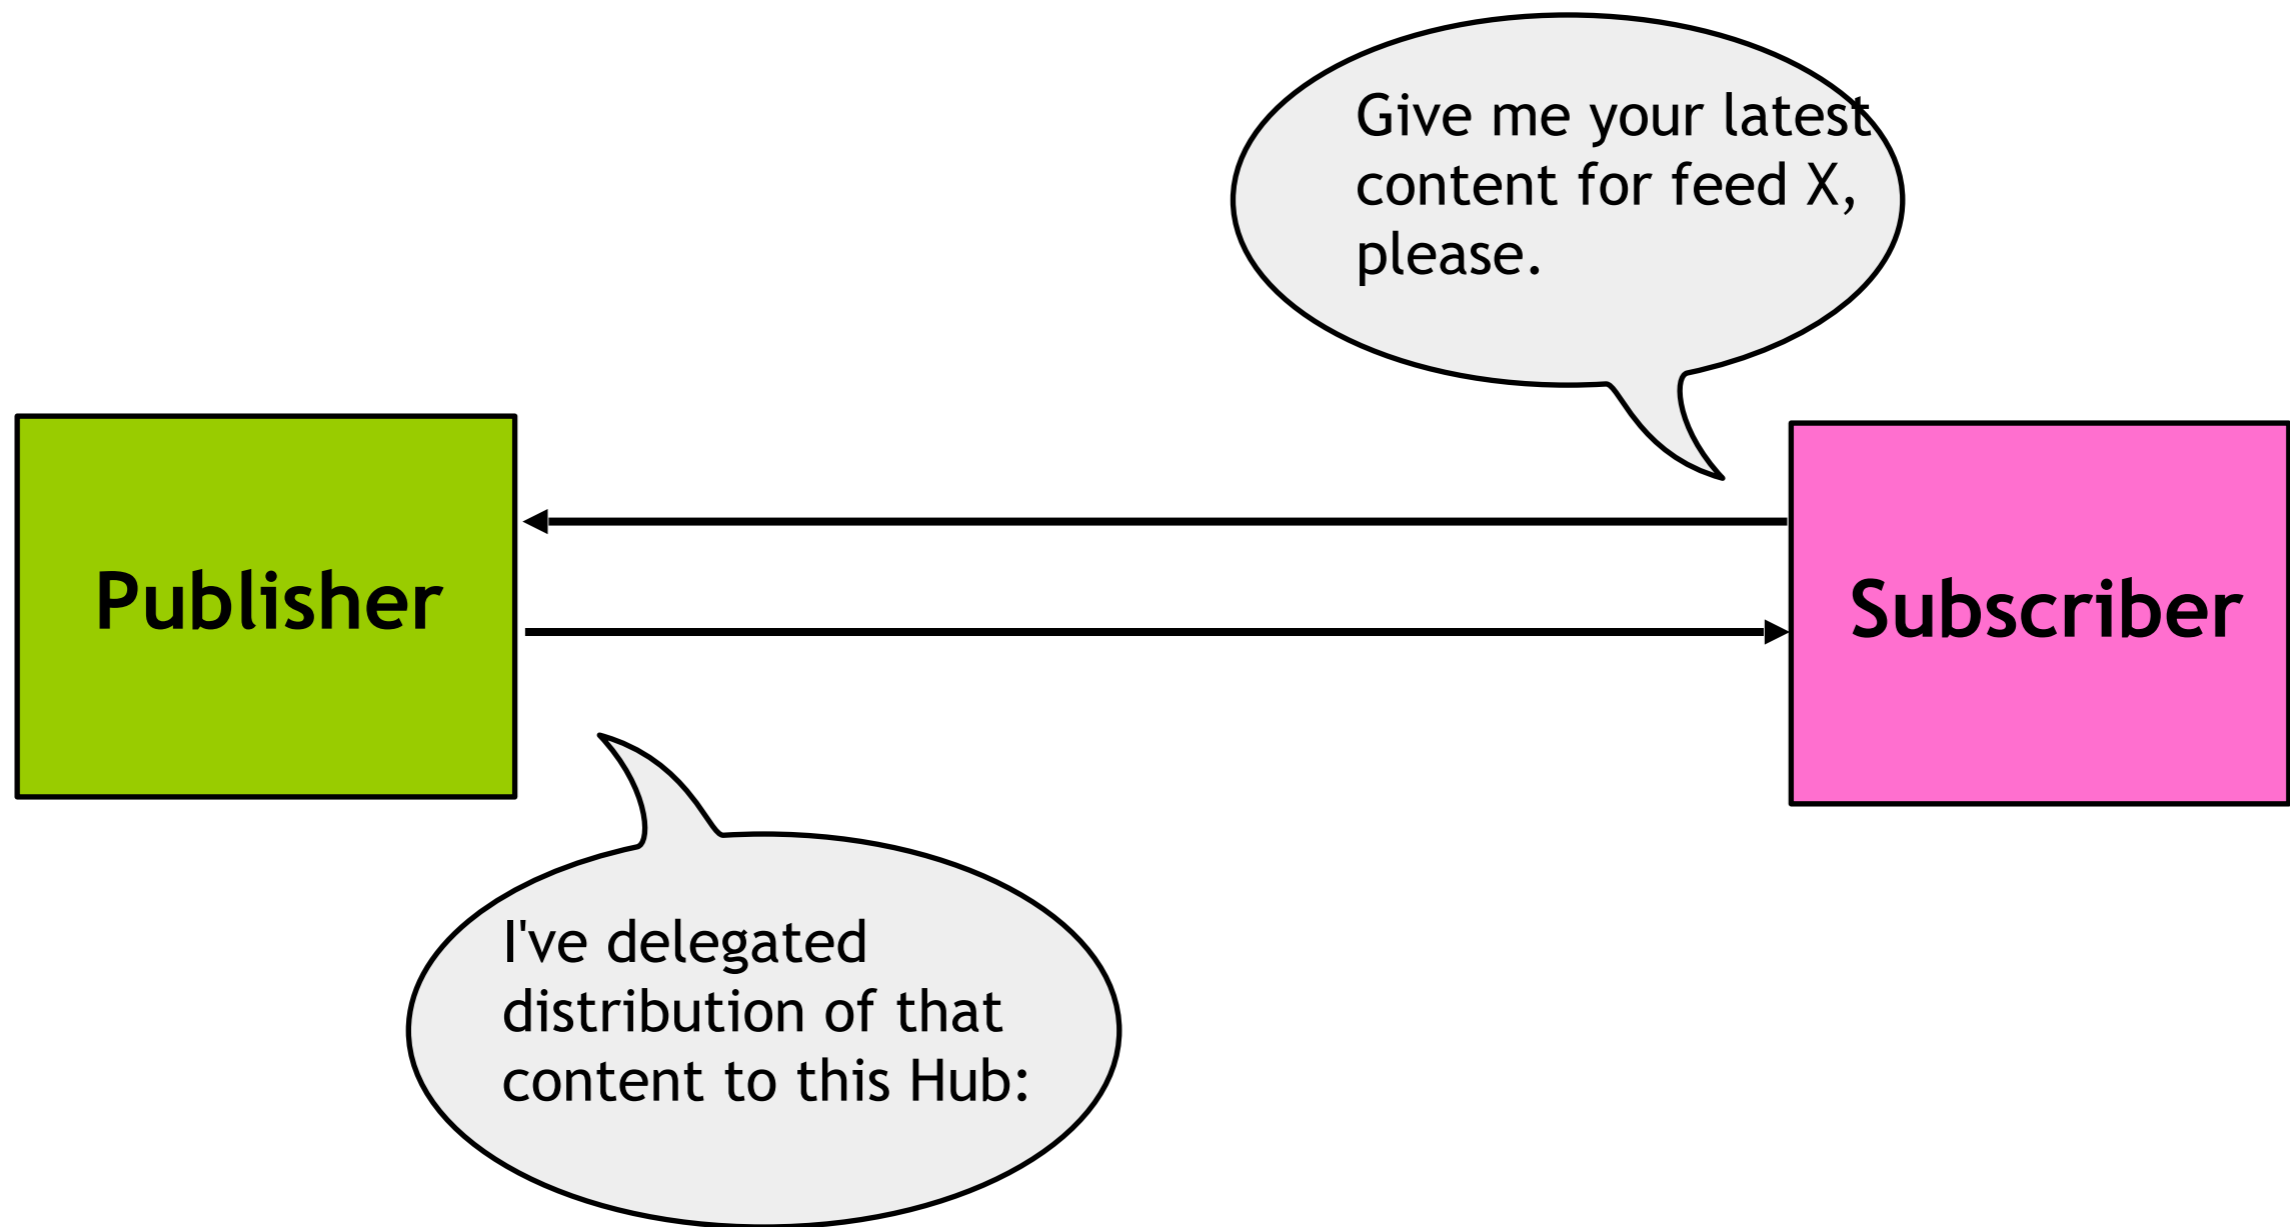 Give me your latest
content for feed X,
please.
Publisher
Subscriber
I've delegated
distribution of that
content to this Hub: